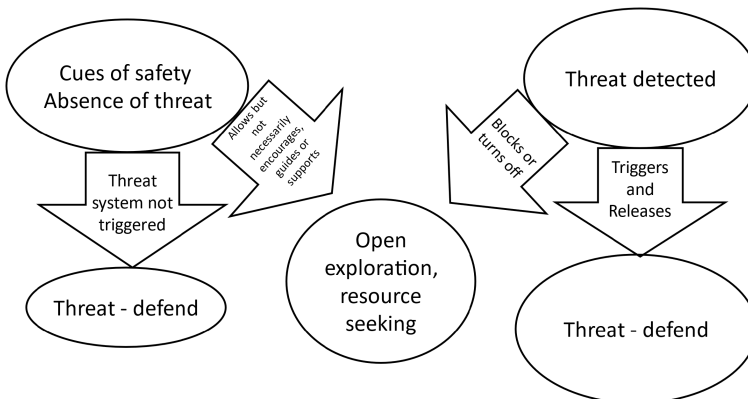 Cues of safety
Absence of threat
Allows but
not
necessarily
encourages,
guides or
supports
Threat
system not
triggered
Threat - defend
Open
exploration,
resource
seeking
Threat detected
Blocks or
turns off
Triggers
and
Releases
Threat - defend